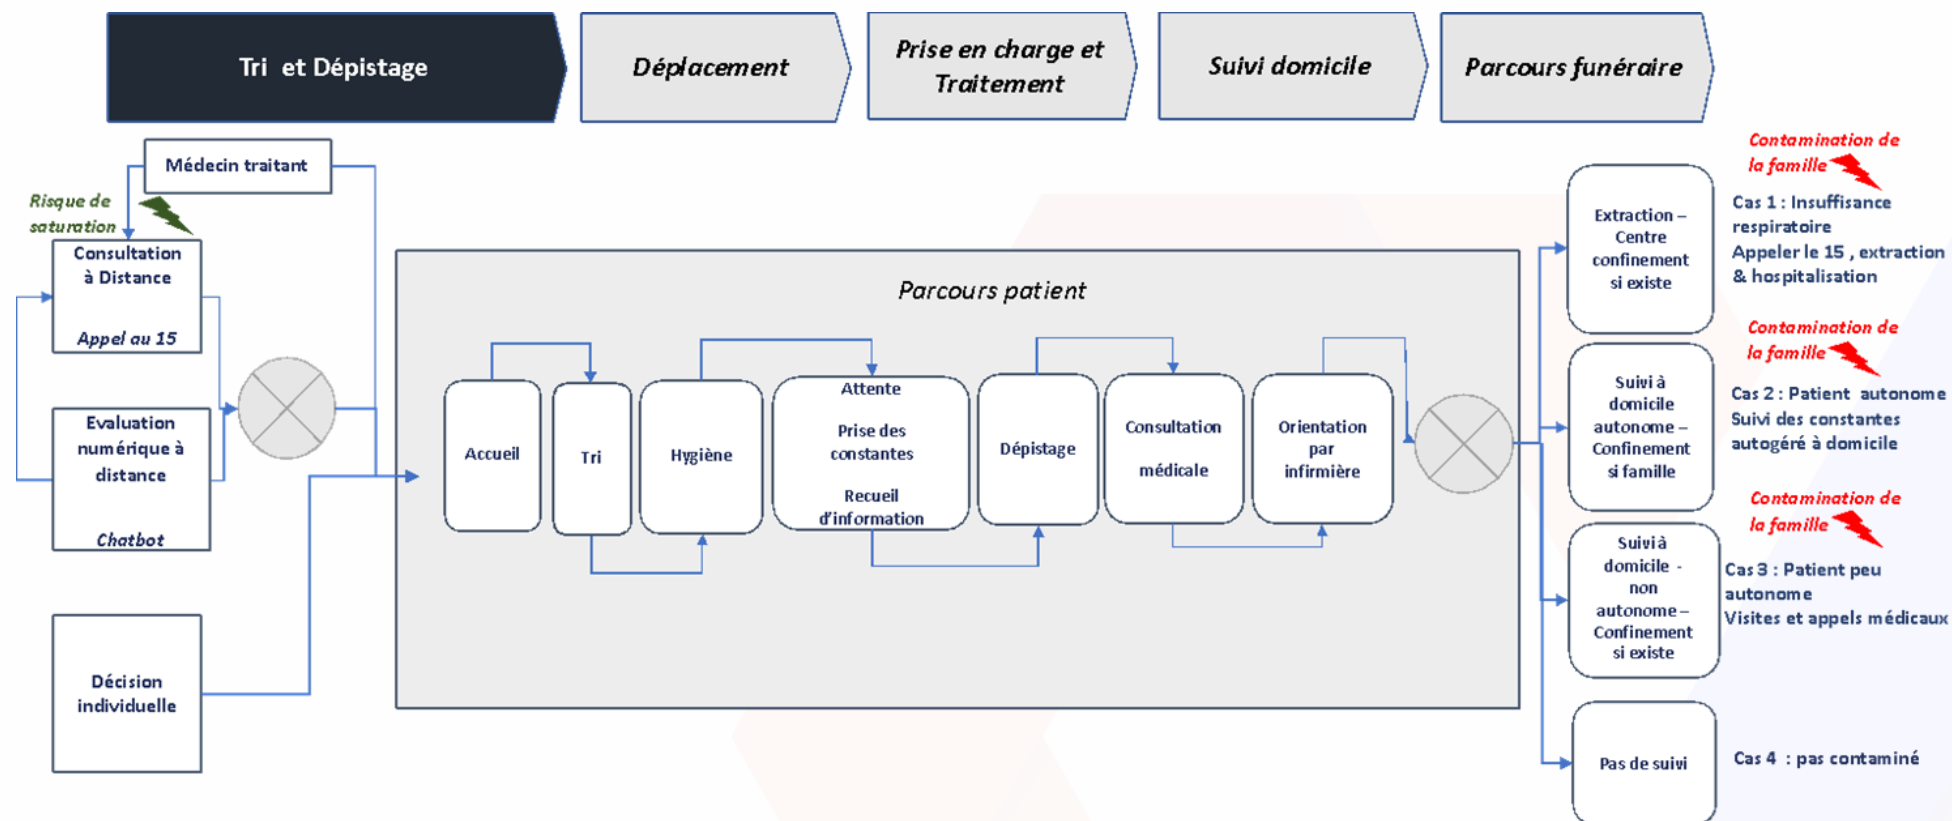 Tri et Dépistage
Déplacement
Prise en charge et
Traitement
Suivi domicile
Parcours funéraire
Médecin traitant
Risque de
saturation
Consultation
à Distance
Appel au 15
Evaluation
numérique à
distance
Chatbot
Décision
individuelle
Parcours patient
Accueil
Tri
Hygiène
Attente
Prise des
constantes
Recueil
d'information
Dépistage
Consultation
médicale
Orientation
par
infirmière
Extraction –
Centre
confinement
si existe
Contamination de
la famille
Cas 1 : Insuffisance
respiratoire
Appeler le 15 , extraction
& hospitalisation
Suivi à
domicile
autonome –
Confinement
si famille
Contamination de
la famille
Cas 2 : Patient autonome
Suivi des constantes
autogéré à domicile
Suivi à
domicile -
non
autonome –
Confinement
si existe
Contamination de
la famille
Cas 3 : Patient peu
autonome
Visites et appels médicaux
Pas de suivi
Cas 4 : pas contaminé